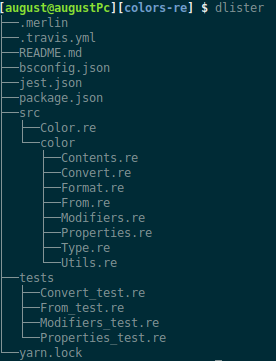 [august@augustPc][colors-re] $ dlister
├──.merlin
├──.travis.yml
├──README.md
├──bsconfig.json
├──jest.json
├──package.json
├──src
│  ├──Color.re
│  └──color
│     ├──Contents.re
│     ├──Convert.re
│     ├──Format.re
│     ├──From.re
│     ├──Modifiers.re
│     ├──Properties.re
│     ├──Type.re
│     └──Utils.re
├──tests
│  ├──Convert_test.re
│  ├──From_test.re
│  ├──Modifiers_test.re
│  └──Properties_test.re
└──yarn.lock